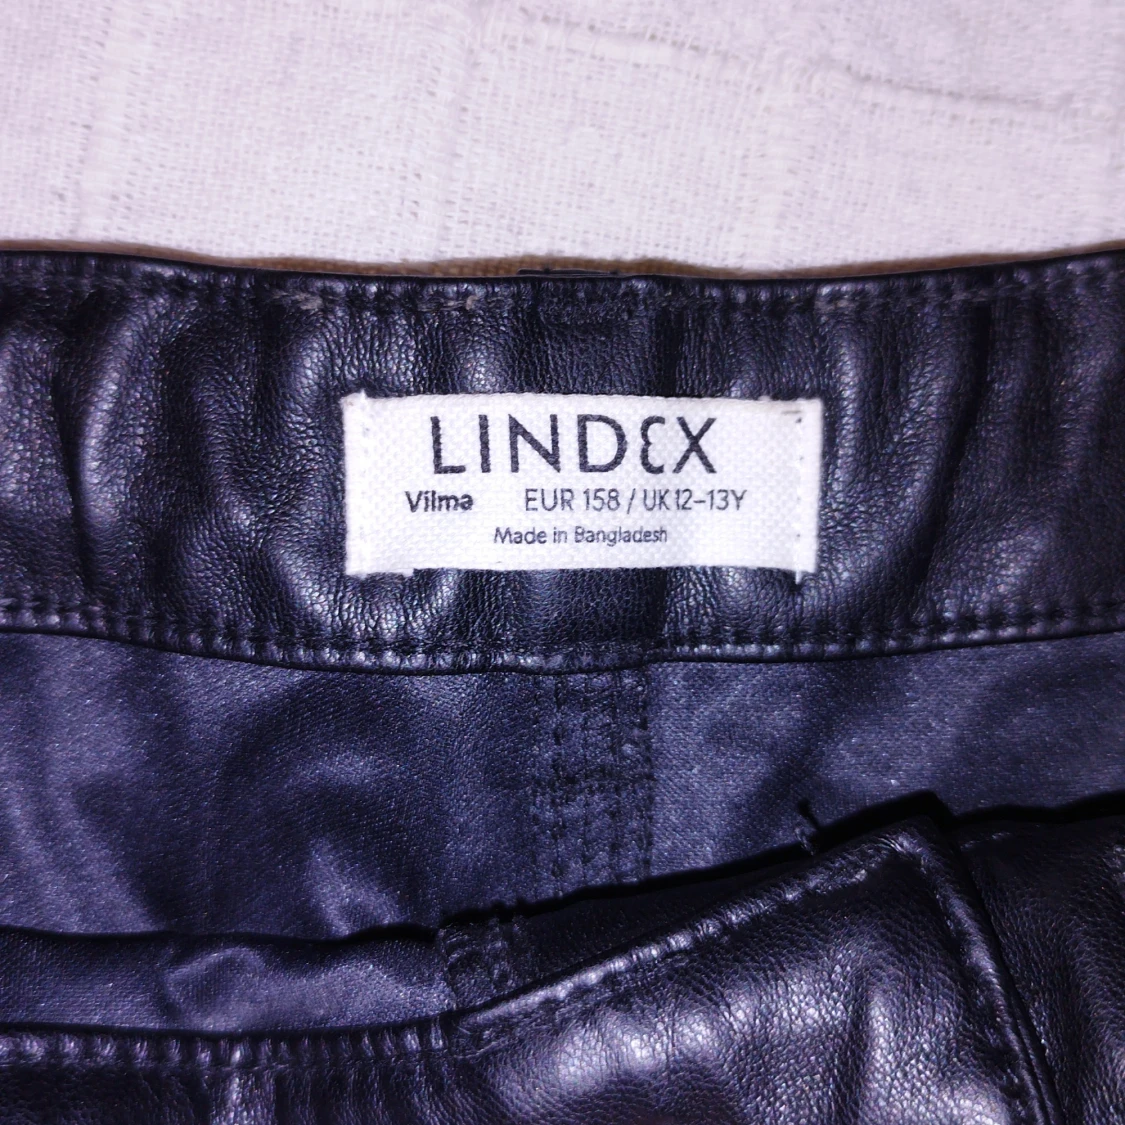 LINDEX
Vilma EUR 158 / UK 12-13Y
Made in Bangladesh